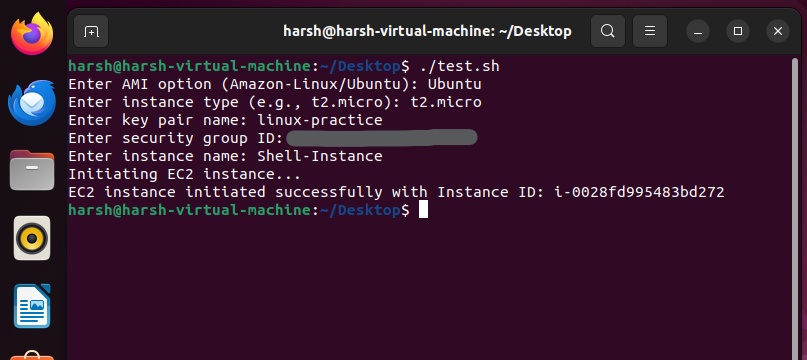 harsh@harsh-virtual-machine: ~/Desktop
harsh@harsh-virtual-machine:~/Desktop$ ./test.sh
Enter AMI option (Amazon-Linux/Ubuntu): Ubuntu
Enter instance type (e.g., t2.micro): t2.micro
Enter key pair name: linux-practice
Enter security group ID:
Enter instance name: Shell-Instance
Initiating EC2 instance...
EC2 instance initiated successfully with Instance ID: i-0028fd995483bd272
harsh@harsh-virtual-machine:~/Desktop$